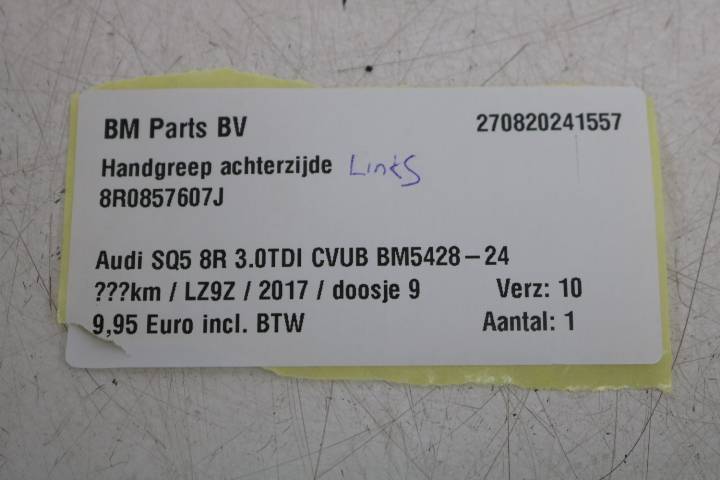 BM Parts BV 270820241557
Handgreep achterzijde Links
8R0857607J
Audi SQ5 8R 3.0TDI CVUB BM5428-24
???km / LZ9Z / 2017 / doosje 9 Verz: 10
9,95 Euro incl. BTW Aantal: 1